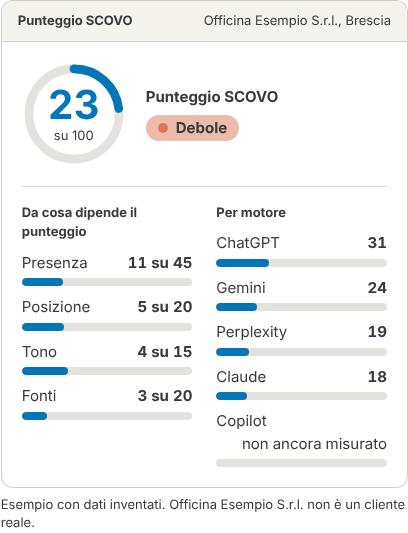 Punteggio SCOVO
Officina Esempio S.r.l., Brescia
23
su 100
Punteggio SCOVO
Debole
Da cosa dipende il
punteggio
Presenza 11 su 45
Posizione 5 su 20
Tono 4 su 15
Fonti 3 su 20
Per motore
ChatGPT 31
Gemini 24
Perplexity 19
Claude 18
Copilot
non ancora misurato
Esempio con dati inventati. Officina Esempio S.r.l. non è un cliente
reale.